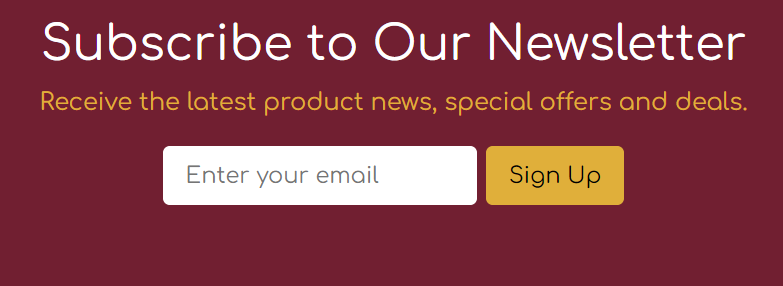 Subscribe to Our Newsletter
Receive the latest product news, special offers and deals.
Enter your email
Sign Up